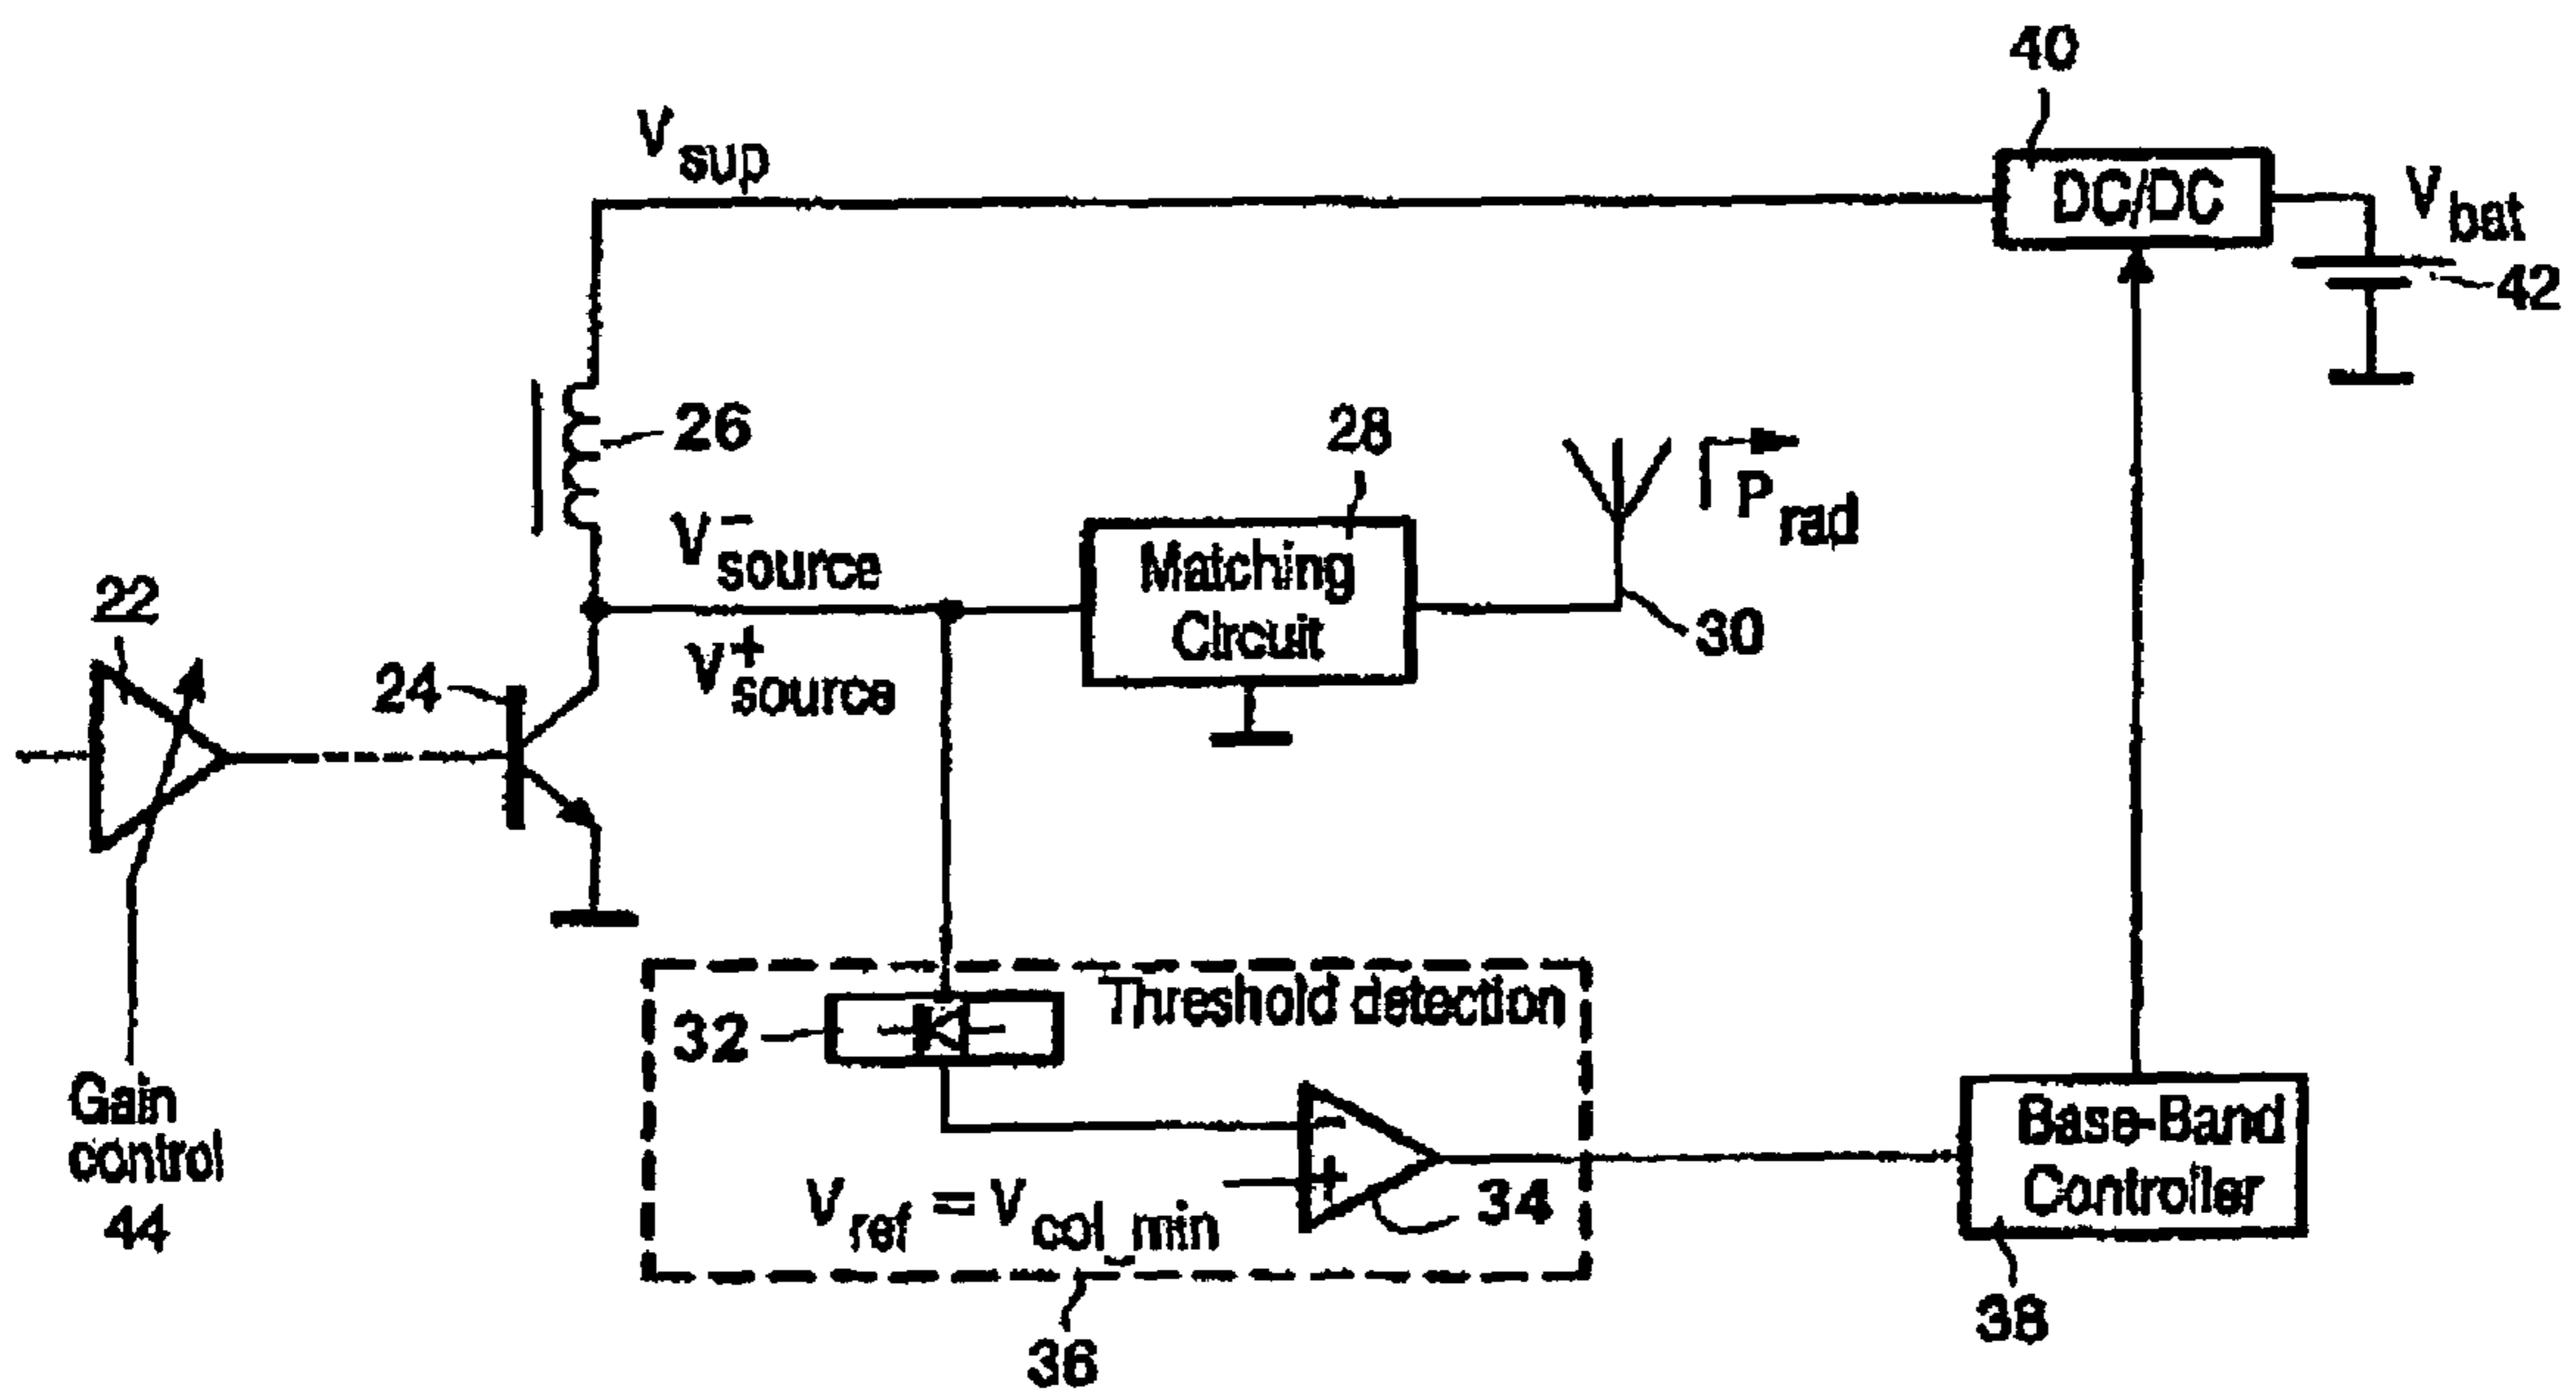 40
V sup
DC/DC
V bat
42
26
28
V⁻ source
P rad
Matching
Circuit
22
30
V⁺ source
24
Threshold detection
32
Gain
control
44
−
+
V ref = V col_min
34
Base-Band
Controller
36
38